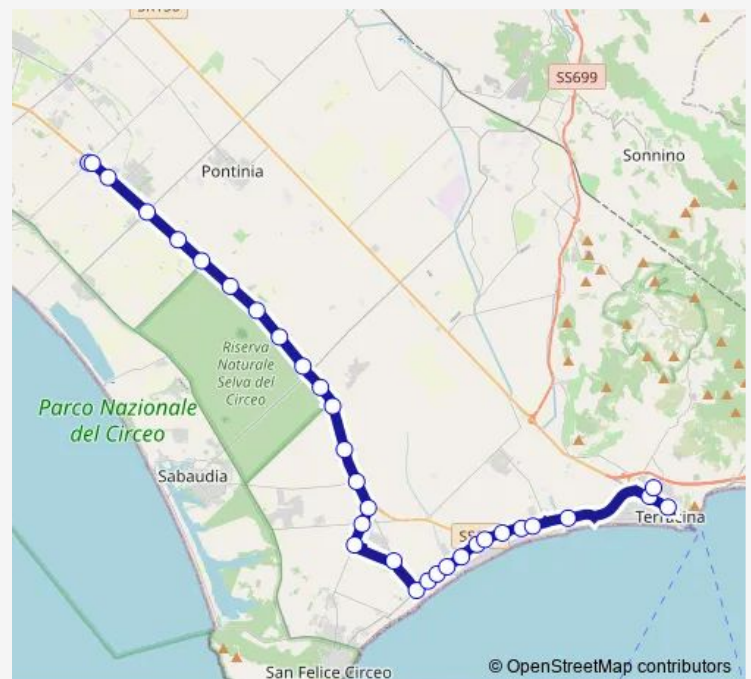 SS699
Sonnino
Pontinia
Riserva
Naturale
Selva del
Circeo
Parco Nazionale
del Circeo
Sabaudia
Terracina
San Felice Circeo
© OpenStreetMap contributors